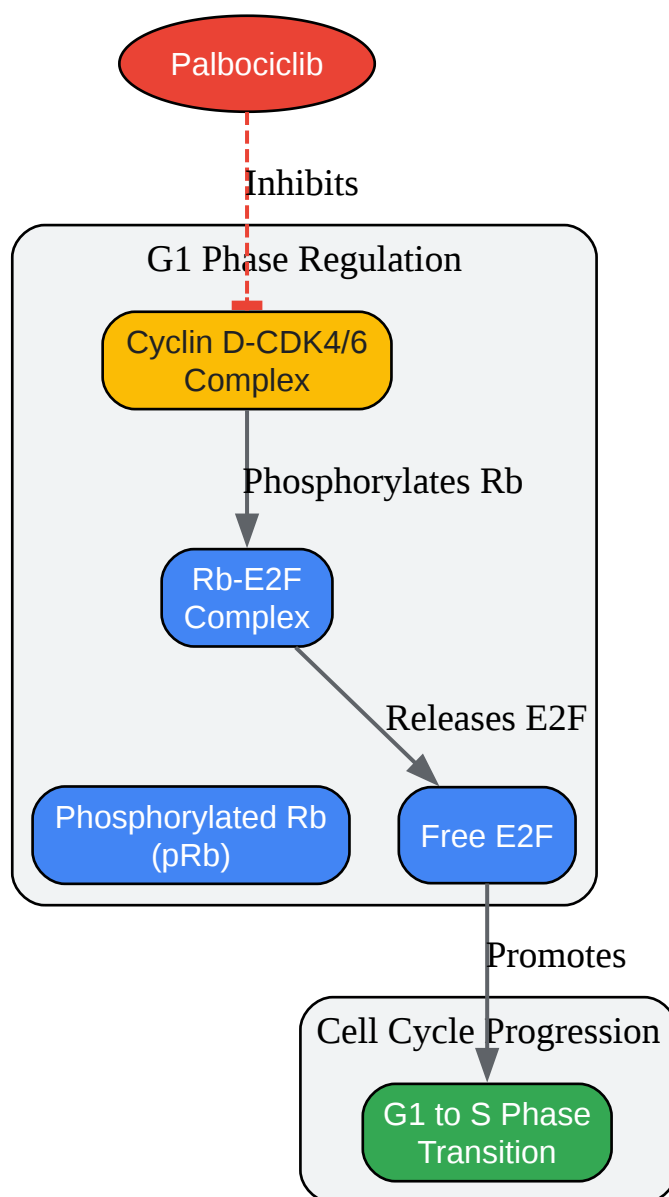 Palbociclib
Inhibits
G1 Phase Regulation
Cyclin D-CDK4/6
Complex
Phosphorylates Rb
Rb-E2F
Complex
Releases E2F
Phosphorylated Rb
(pRb)
Free E2F
Promotes
Cell Cycle Progression
G1 to S Phase
Transition